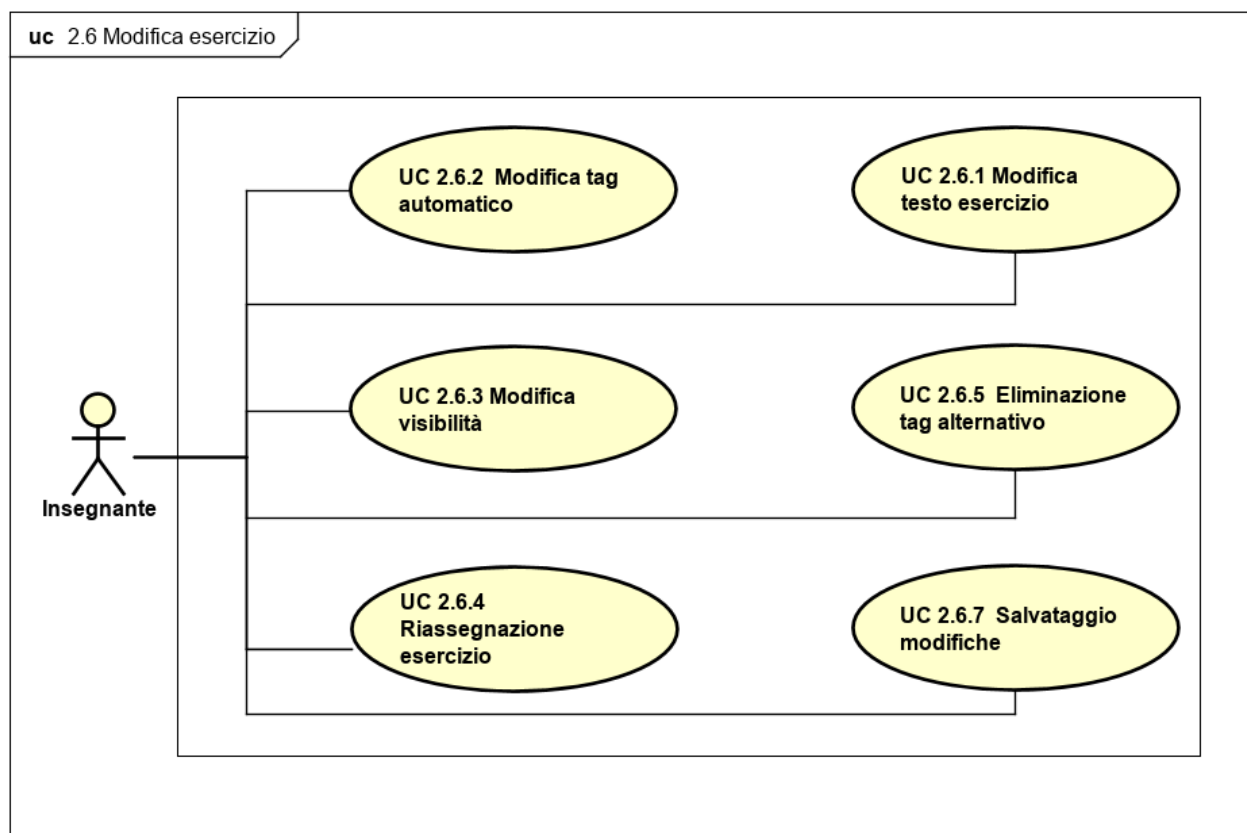 uc 2.6 Modifica esercizio
UC 2.6.2 Modifica tag
automatico
UC 2.6.1 Modifica
testo esercizio
UC 2.6.3 Modifica
visibilità
UC 2.6.5 Eliminazione
tag alternativo
Insegnante
UC 2.6.4
Riassegnazione
esercizio
UC 2.6.7 Salvataggio
modifiche